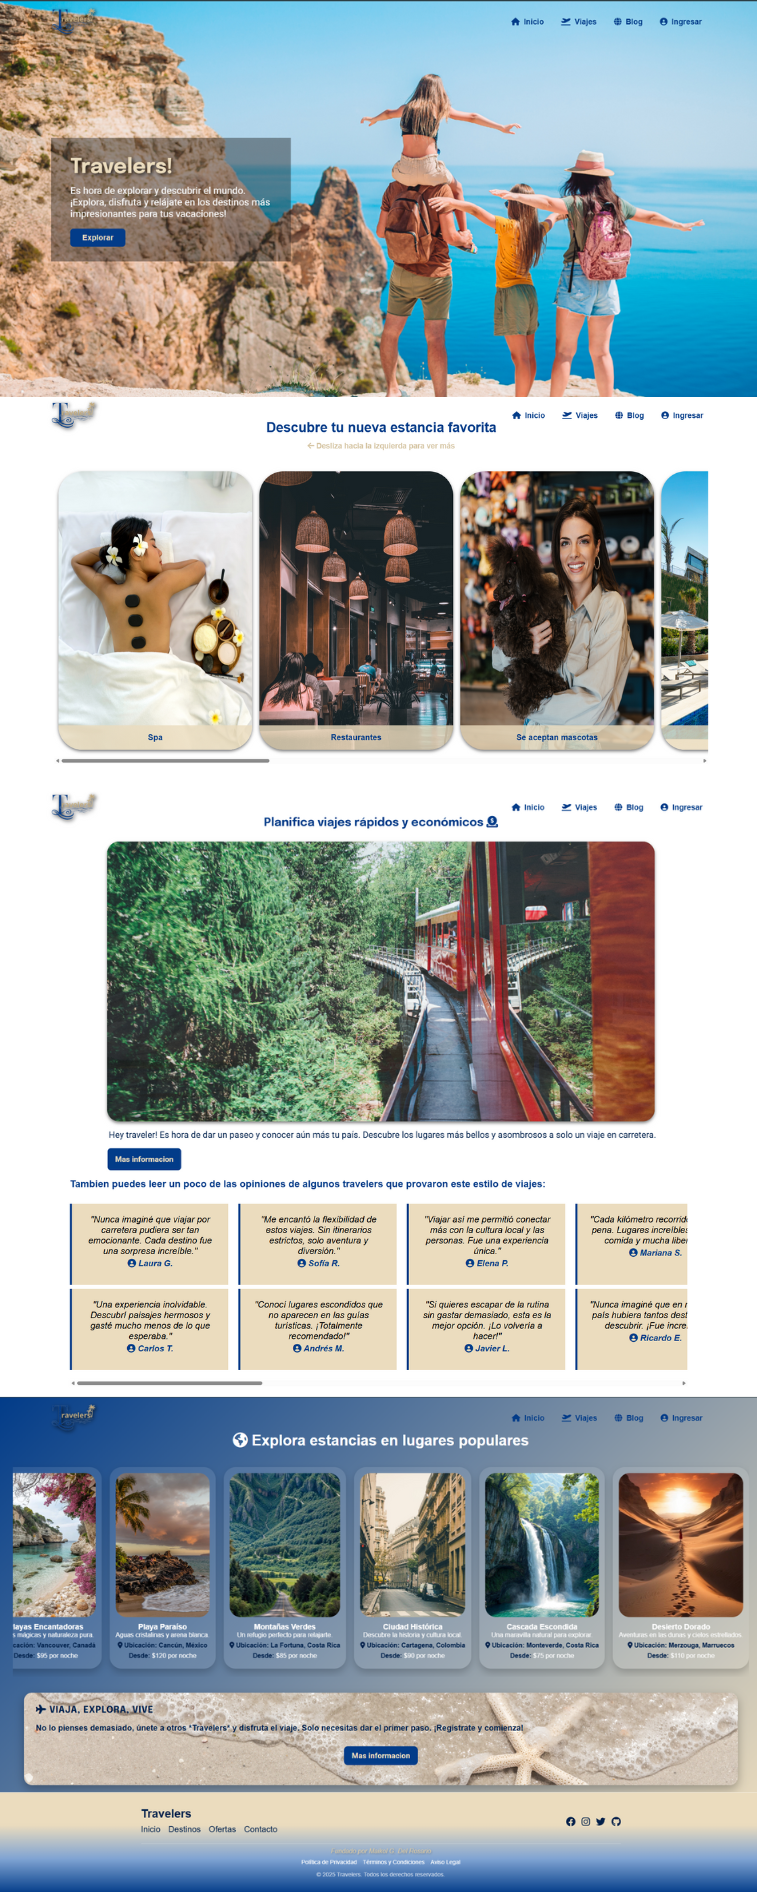 Travelers!
Inicio Viajes Blog Ingresar
Travelers!
Es hora de explorar y descubrir el mundo.
¡Explora, disfruta y relájate en los destinos más
impresionantes para tus vacaciones!
Explorar
Inicio Viajes Blog Ingresar
Descubre tu nueva estancia favorita
← Desliza hacia la izquierda para ver más
Spa
Restaurantes
Se aceptan mascotas
Inicio Viajes Blog Ingresar
Planifica viajes rápidos y económicos
Hey traveler! Es hora de dar un paseo y conocer aún más tu país. Descubre los lugares más bellos y asombrosos a solo un viaje en carretera.
Mas informacion
Tambien puedes leer un poco de las opiniones de algunos travelers que provaron este estilo de viajes:
"Nunca imaginé que viajar por
carretera pudiera ser tan
emocionante. Cada destino fue
una sorpresa increíble."
Laura G.
"Me encantó la flexibilidad de
estos viajes. Sin itinerarios
estrictos, solo aventura y
diversión."
Sofía R.
"Viajar así me permitió conectar
más con la cultura local y las
personas. Fue una experiencia
única."
Elena P.
"Cada kilómetro recorrid
pena. Lugares increíbles
comida y mucha liber
Mariana S.
"Una experiencia inolvidable.
Descubrí paisajes hermosos y
gasté mucho menos de lo que
esperaba."
Carlos T.
"Conocí lugares escondidos que
no aparecen en las guías
turísticas. ¡Totalmente
recomendado!"
Andrés M.
"Si quieres escapar de la rutina
sin gastar demasiado, esta es la
mejor opción. ¡Lo volvería a
hacer!"
Javier L.
"Nunca imaginé que en m
país hubiera tantos dest
descubrir. ¡Fue incre
Ricardo E.
Travelers!
Inicio Viajes Blog Ingresar
Explora estancias en lugares populares
layas Encantadoras
s mágicas y naturaleza pura
cación: Vancouver, Canadá
Desde: $95 por noche
Playa Paraíso
Aguas cristalinas y arena blanca
Ubicación: Cancún, México
Desde: $120 por noche
Montañas Verdes
Un refugio perfecto para relajarte
Ubicación: La Fortuna, Costa Rica
Desde: $85 por noche
Ciudad Histórica
Descubre la historia y cultura local
Ubicación: Cartagena, Colombia
Desde: $90 por noche
Cascada Escondida
Una maravilla natural para explorar
Ubicación: Monteverde, Costa Rica
Desde: $75 por noche
Desierto Dorado
Aventuras en las dunas y cielos estrellados
Ubicación: Merzouga, Marruecos
Desde: $110 por noche
VIAJA, EXPLORA, VIVE
No lo pienses demasiado, únete a otros "Travelers" y disfruta el viaje. Solo necesitas dar el primer paso. ¡Regístrate y comienza!
Mas informacion
Travelers
Inicio Destinos Ofertas Contacto
Política de Privacidad Términos y Condiciones Aviso Legal
© 2025 Travelers. Todos los derechos reservados.